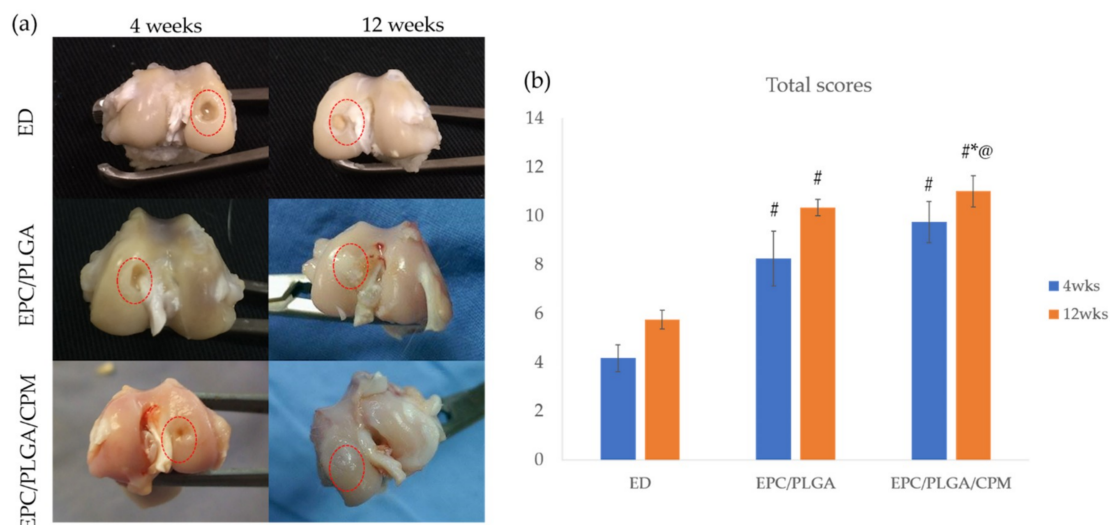 (a)
4 weeks
12 weeks
ED
EPC/PLGA
EPC/PLGA/CPM
(b)
Total scores
14
12
10
8
6
4
2
0
#
#
#
#*@
ED
EPC/PLGA
EPC/PLGA/CPM
4wks
12wks